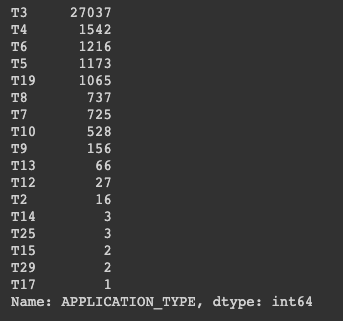 T3 27037
T4 1542
T6 1216
T5 1173
T19 1065
T8 737
T7 725
T10 528
T9 156
T13 66
T12 27
T2 16
T14 3
T25 3
T15 2
T29 2
T17 1
Name: APPLICATION_TYPE, dtype: int64